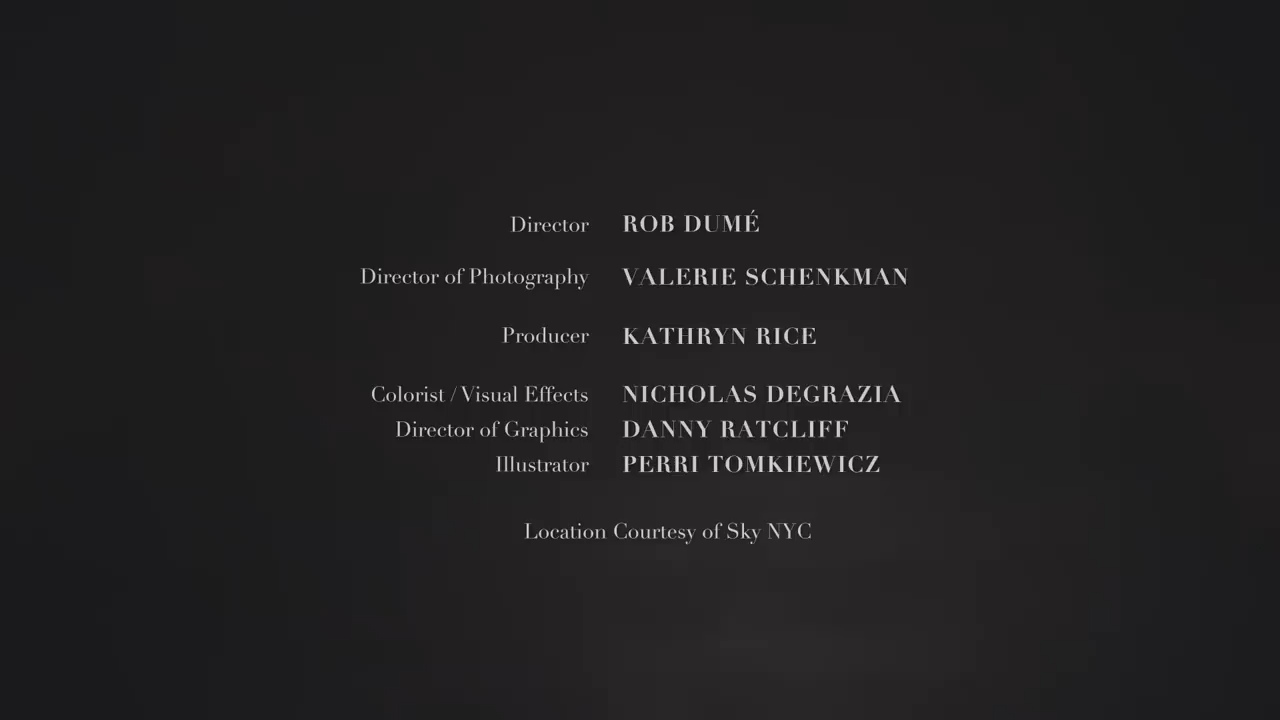 Director ROB DUMÉ
Director of Photography VALERIE SCHENKMAN
Producer KATHRYN RICE
Colorist / Visual Effects NICHOLAS DEGRAZIA
Director of Graphics DANNY RATCLIFF
Illustrator PERRI TOMKIEWICZ
Location Courtesy of Sky NYC